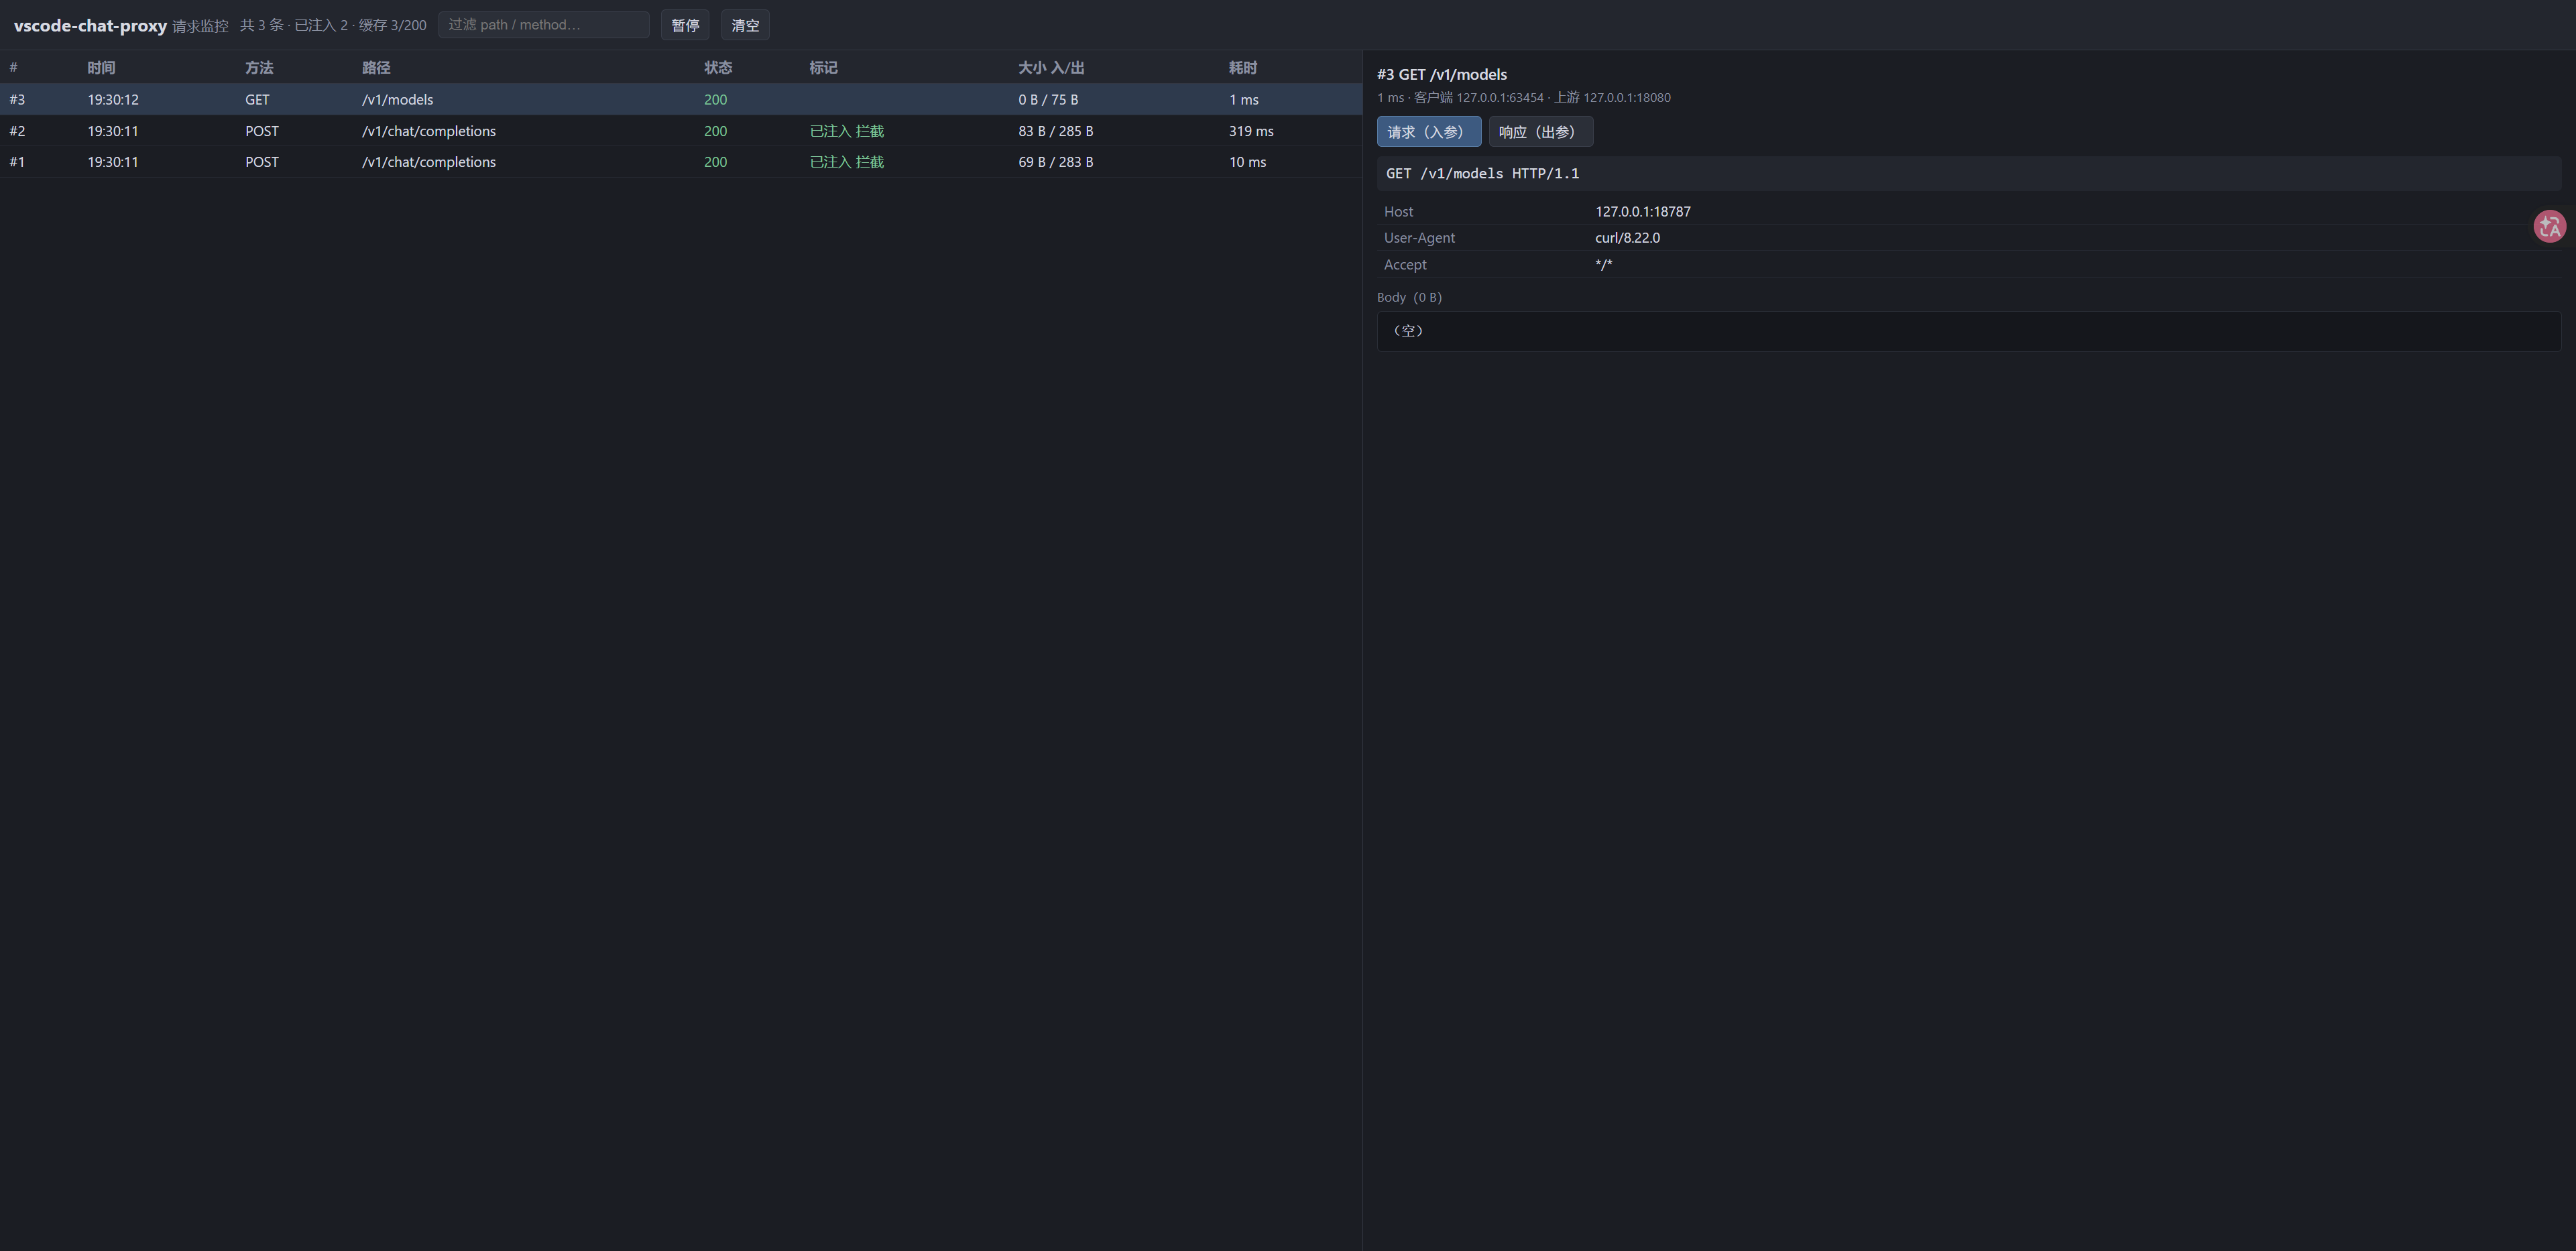 vscode-chat-proxy 请求监控 共 3 条 · 已注入 2 · 缓存 3/200 过滤 path / method… 暂停 清空
# 时间 方法 路径 状态 标记 大小 入/出 耗时
#3 19:30:12 GET /v1/models 200 0 B / 75 B 1 ms
#2 19:30:11 POST /v1/chat/completions 200 已注入 拦截 83 B / 285 B 319 ms
#1 19:30:11 POST /v1/chat/completions 200 已注入 拦截 69 B / 283 B 10 ms
#3 GET /v1/models
1 ms · 客户端 127.0.0.1:63454 · 上游 127.0.0.1:18080
请求（入参） 响应（出参）
GET /v1/models HTTP/1.1
Host 127.0.0.1:18787
User-Agent curl/8.22.0
Accept */*
Body (0 B)
（空）